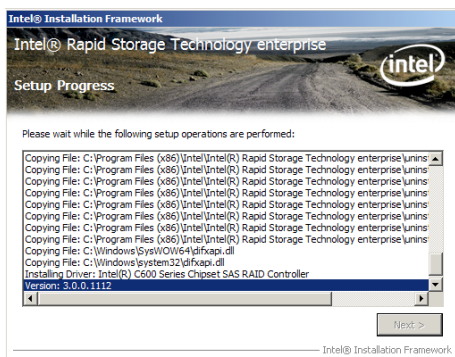 Intel® Installation Framework
Intel® Rapid Storage Technology enterprise
(intel)
Setup Progress
Please wait while the following setup operations are performed:
Copying File: C:\Program Files (x86)\Intel\Intel(R) Rapid Storage Technology enterprise\unins
Copying File: C:\Program Files (x86)\Intel\Intel(R) Rapid Storage Technology enterprise\unins
Copying File: C:\Program Files (x86)\Intel\Intel(R) Rapid Storage Technology enterprise\unins
Copying File: C:\Program Files (x86)\Intel\Intel(R) Rapid Storage Technology enterprise\unins
Copying File: C:\Program Files (x86)\Intel\Intel(R) Rapid Storage Technology enterprise\unins
Copying File: C:\Program Files (x86)\Intel\Intel(R) Rapid Storage Technology enterprise\unins
Copying File: C:\Program Files (x86)\Intel\Intel(R) Rapid Storage Technology enterprise\unins
Copying File: C:\Program Files (x86)\Intel\Intel(R) Rapid Storage Technology enterprise\unins
Copying File: C:\Windows\SysWOW64\difxapi.dll
Copying File: C:\Windows\system32\difxapi.dll
Installing Driver: Intel(R) C600 Series Chipset SAS RAID Controller
Version: 3.0.0.1112
Next >
Intel® Installation Framework